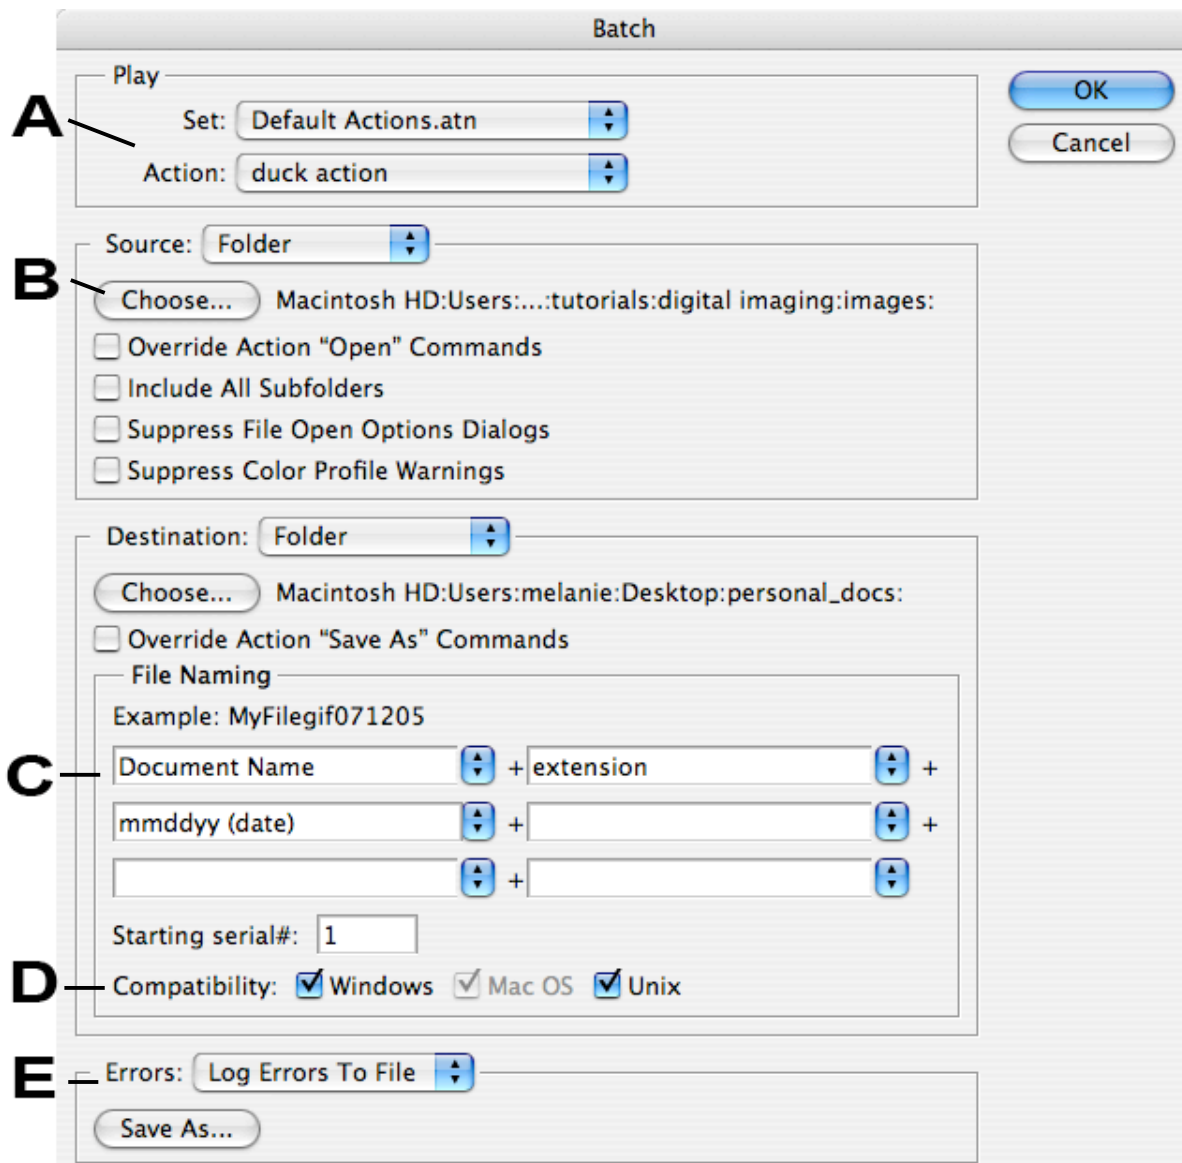 Batch
Play
A
Set: Default Actions.atn
Action: duck action
OK
Cancel
Source: Folder
B
Choose... Macintosh HD:Users:...:tutorials:digital imaging:images:
Override Action “Open” Commands
Include All Subfolders
Suppress File Open Options Dialogs
Suppress Color Profile Warnings
Destination: Folder
Choose... Macintosh HD:Users:melanie:Desktop:personal_docs:
Override Action “Save As” Commands
File Naming
Example: MyFilegif071205
C
Document Name + extension +
mmddyy (date) + +
+
Starting serial#: 1
D
Compatibility: Windows Mac OS Unix
E
Errors: Log Errors To File
Save As...